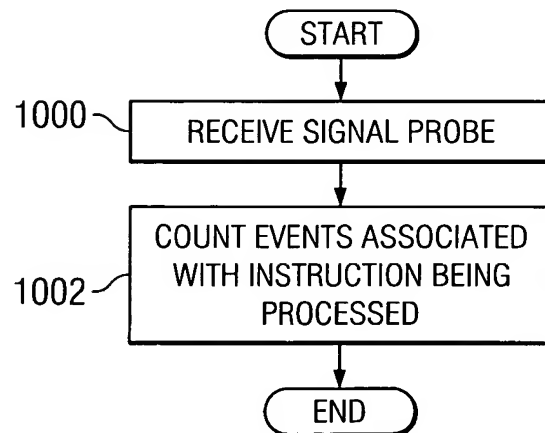 START
1000
RECEIVE SIGNAL PROBE
1002
COUNT EVENTS ASSOCIATED
WITH INSTRUCTION BEING
PROCESSED
END